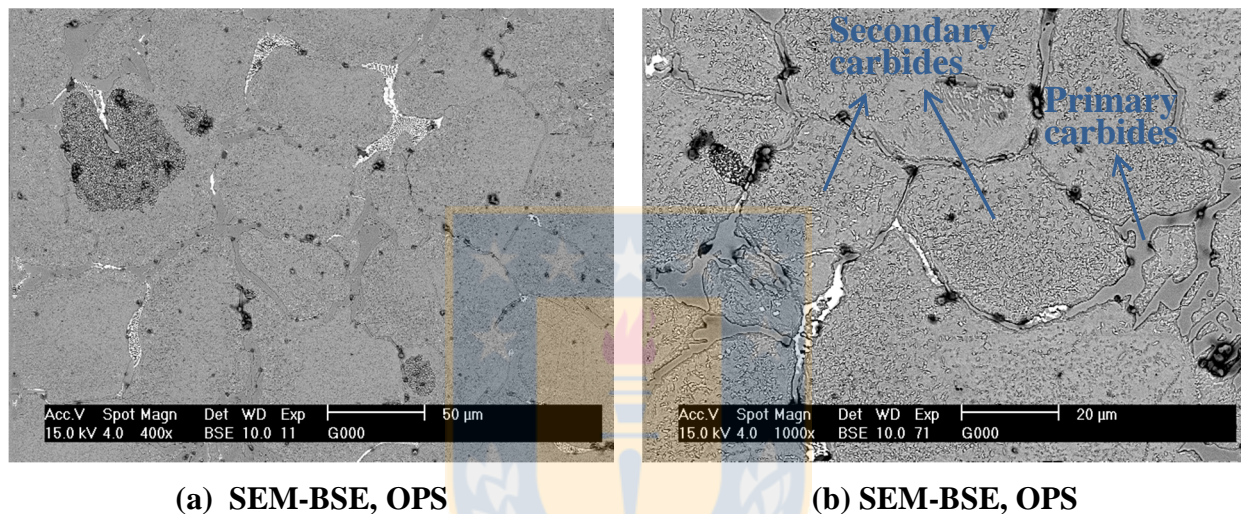 Acc.V Spot Magn Det WD Exp 50 µm
15.0 kV 4.0 400x BSE 10.0 11 G000
Secondary
carbides
Primary
carbides
Acc.V Spot Magn Det WD Exp 20 µm
15.0 kV 4.0 1000x BSE 10.0 71 G000
(a) SEM-BSE, OPS
(b) SEM-BSE, OPS